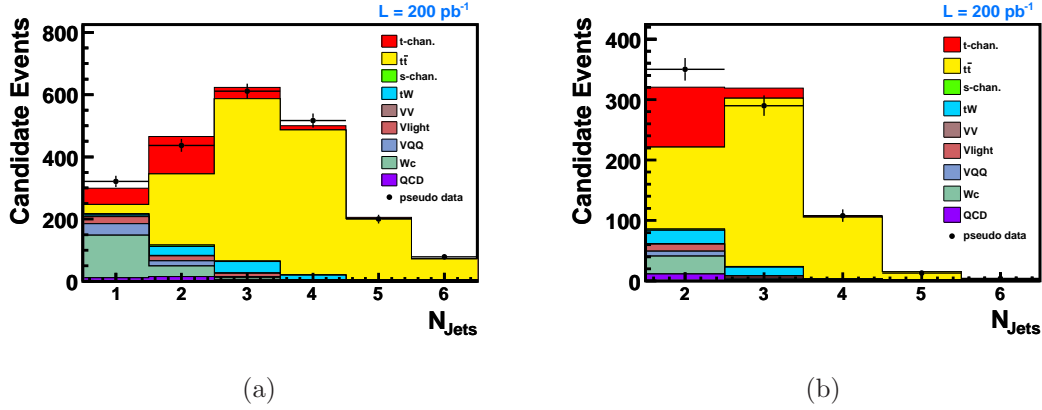 L = 200 pb⁻¹
Candidate Events
800
600
400
200
0
t-chan.
tt̄
s-chan.
tW
VV
Vlight
VQQ
Wc
QCD
pseudo data
1 2 3 4 5 6
N_Jets
(a)
L = 200 pb⁻¹
Candidate Events
400
300
200
100
0
t-chan.
tt̄
s-chan.
tW
VV
Vlight
VQQ
Wc
QCD
pseudo data
2 3 4 5 6
N_Jets
(b)